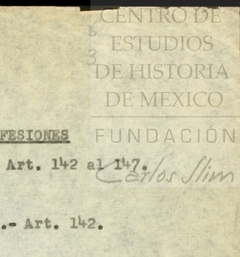 CENTRO DE
ESTUDIOS
DE HISTORIA
DE MEXICO
FUNDACIÓN
Carlos Slim
FESIONES
Art. 142 al 147.
.- Art. 142.